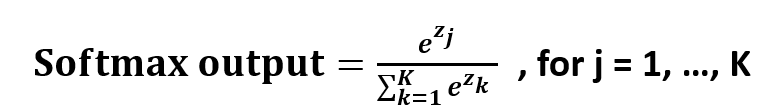 Softmax output = e^{z_j} / ∑_{k=1}^{K} e^{z_k} , for j = 1, ..., K